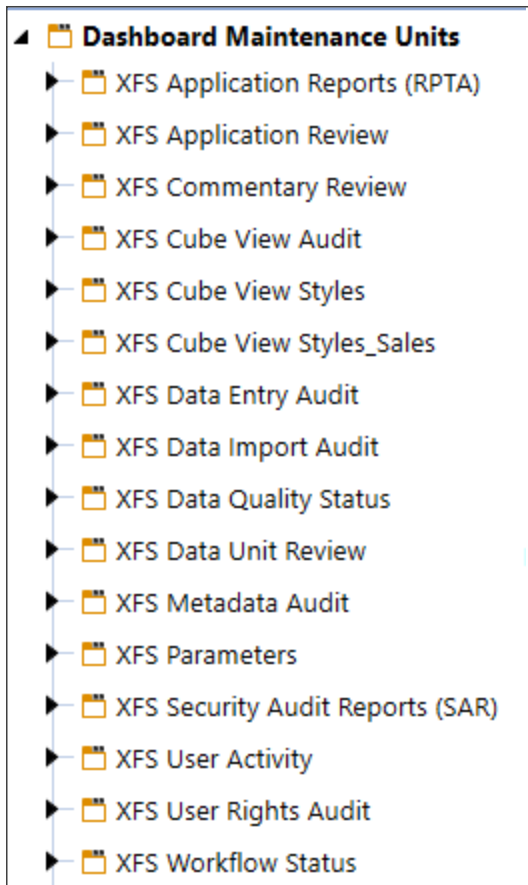 Dashboard Maintenance Units
XFS Application Reports (RPTA)
XFS Application Review
XFS Commentary Review
XFS Cube View Audit
XFS Cube View Styles
XFS Cube View Styles_Sales
XFS Data Entry Audit
XFS Data Import Audit
XFS Data Quality Status
XFS Data Unit Review
XFS Metadata Audit
XFS Parameters
XFS Security Audit Reports (SAR)
XFS User Activity
XFS User Rights Audit
XFS Workflow Status